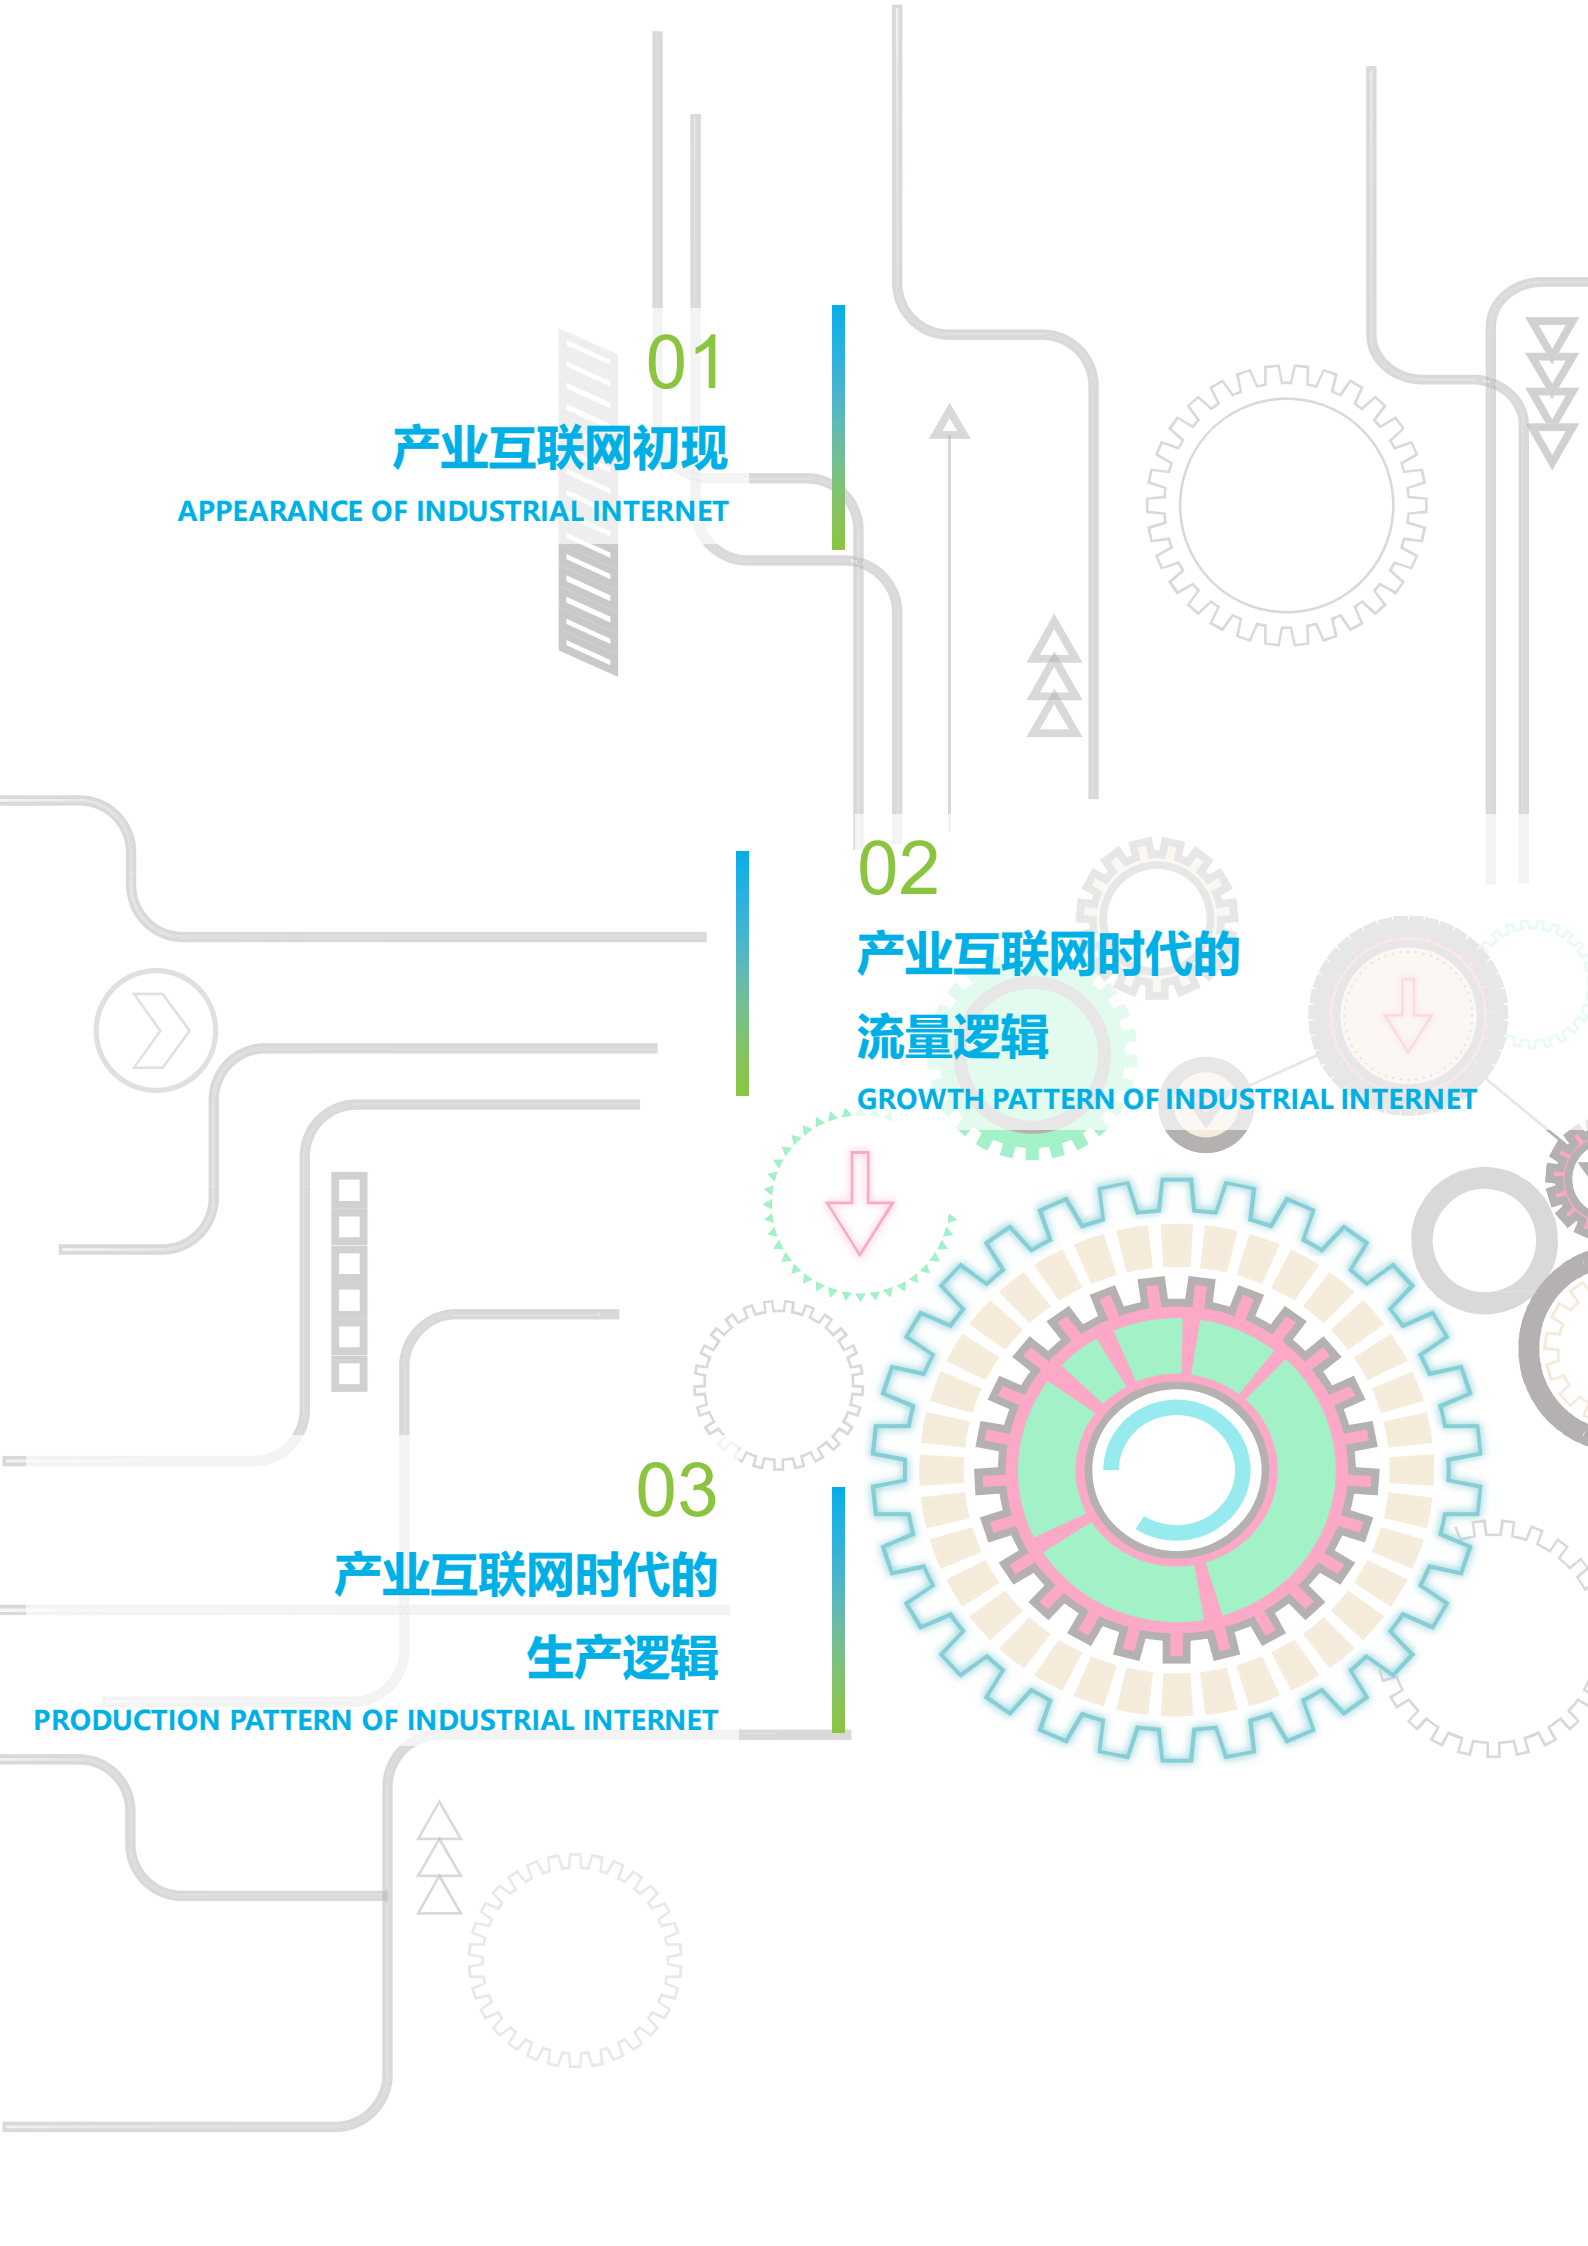 01
产业互联网初现
APPEARANCE OF INDUSTRIAL INTERNET
02
产业互联网时代的
流量逻辑
GROWTH PATTERN OF INDUSTRIAL INTERNET
03
产业互联网时代的
生产逻辑
PRODUCTION PATTERN OF INDUSTRIAL INTERNET